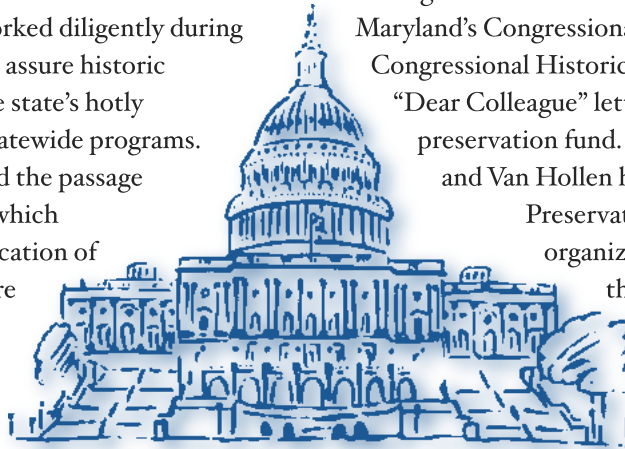 orked diligently during
assure historic
e state's hotly
atewide programs.
d the passage
which
cation of
re
Maryland's Congressiona
Congressional Historic
“Dear Colleague” lett
preservation fund.
and Van Hollen h
Preservat
organiz
th